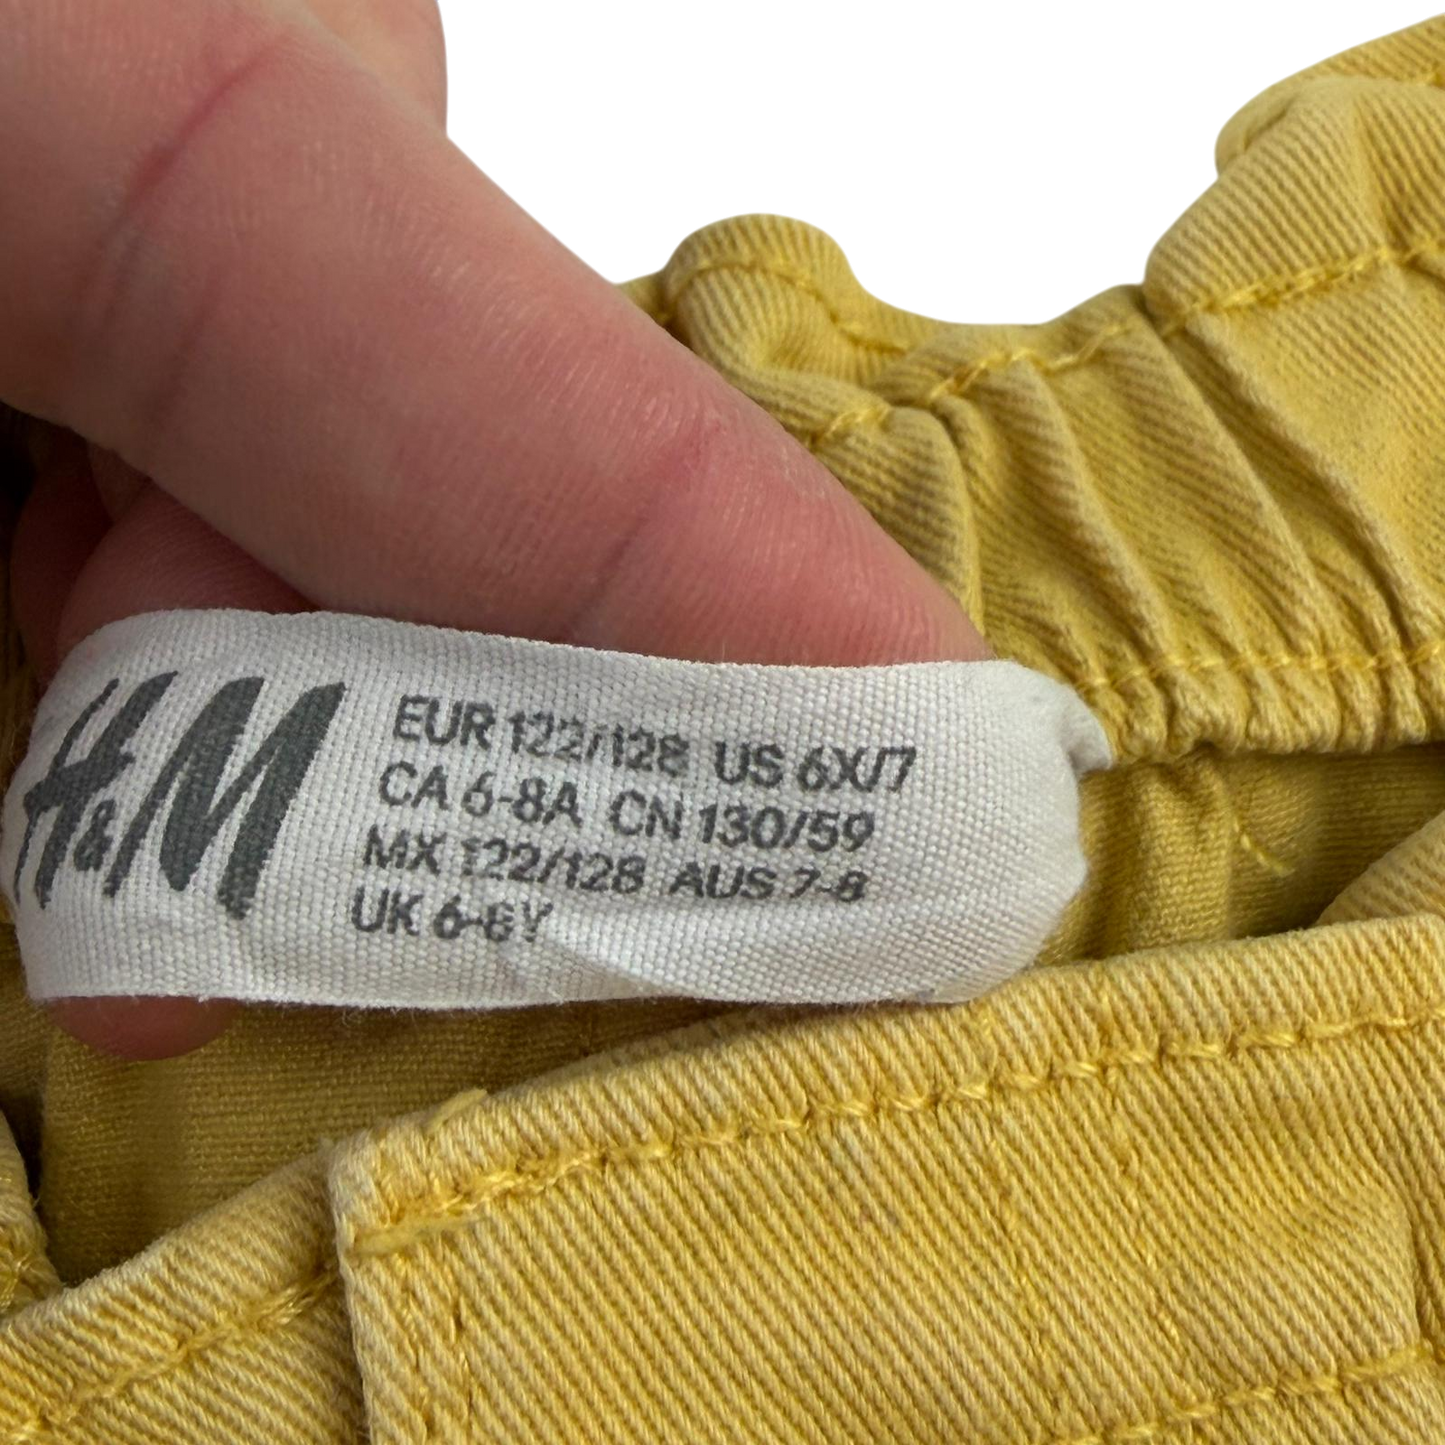 H&M
EUR 122/128 US 6X/7
CA 6-8A CN 130/59
MX 122/128 AUS 7-8
UK 6-8Y